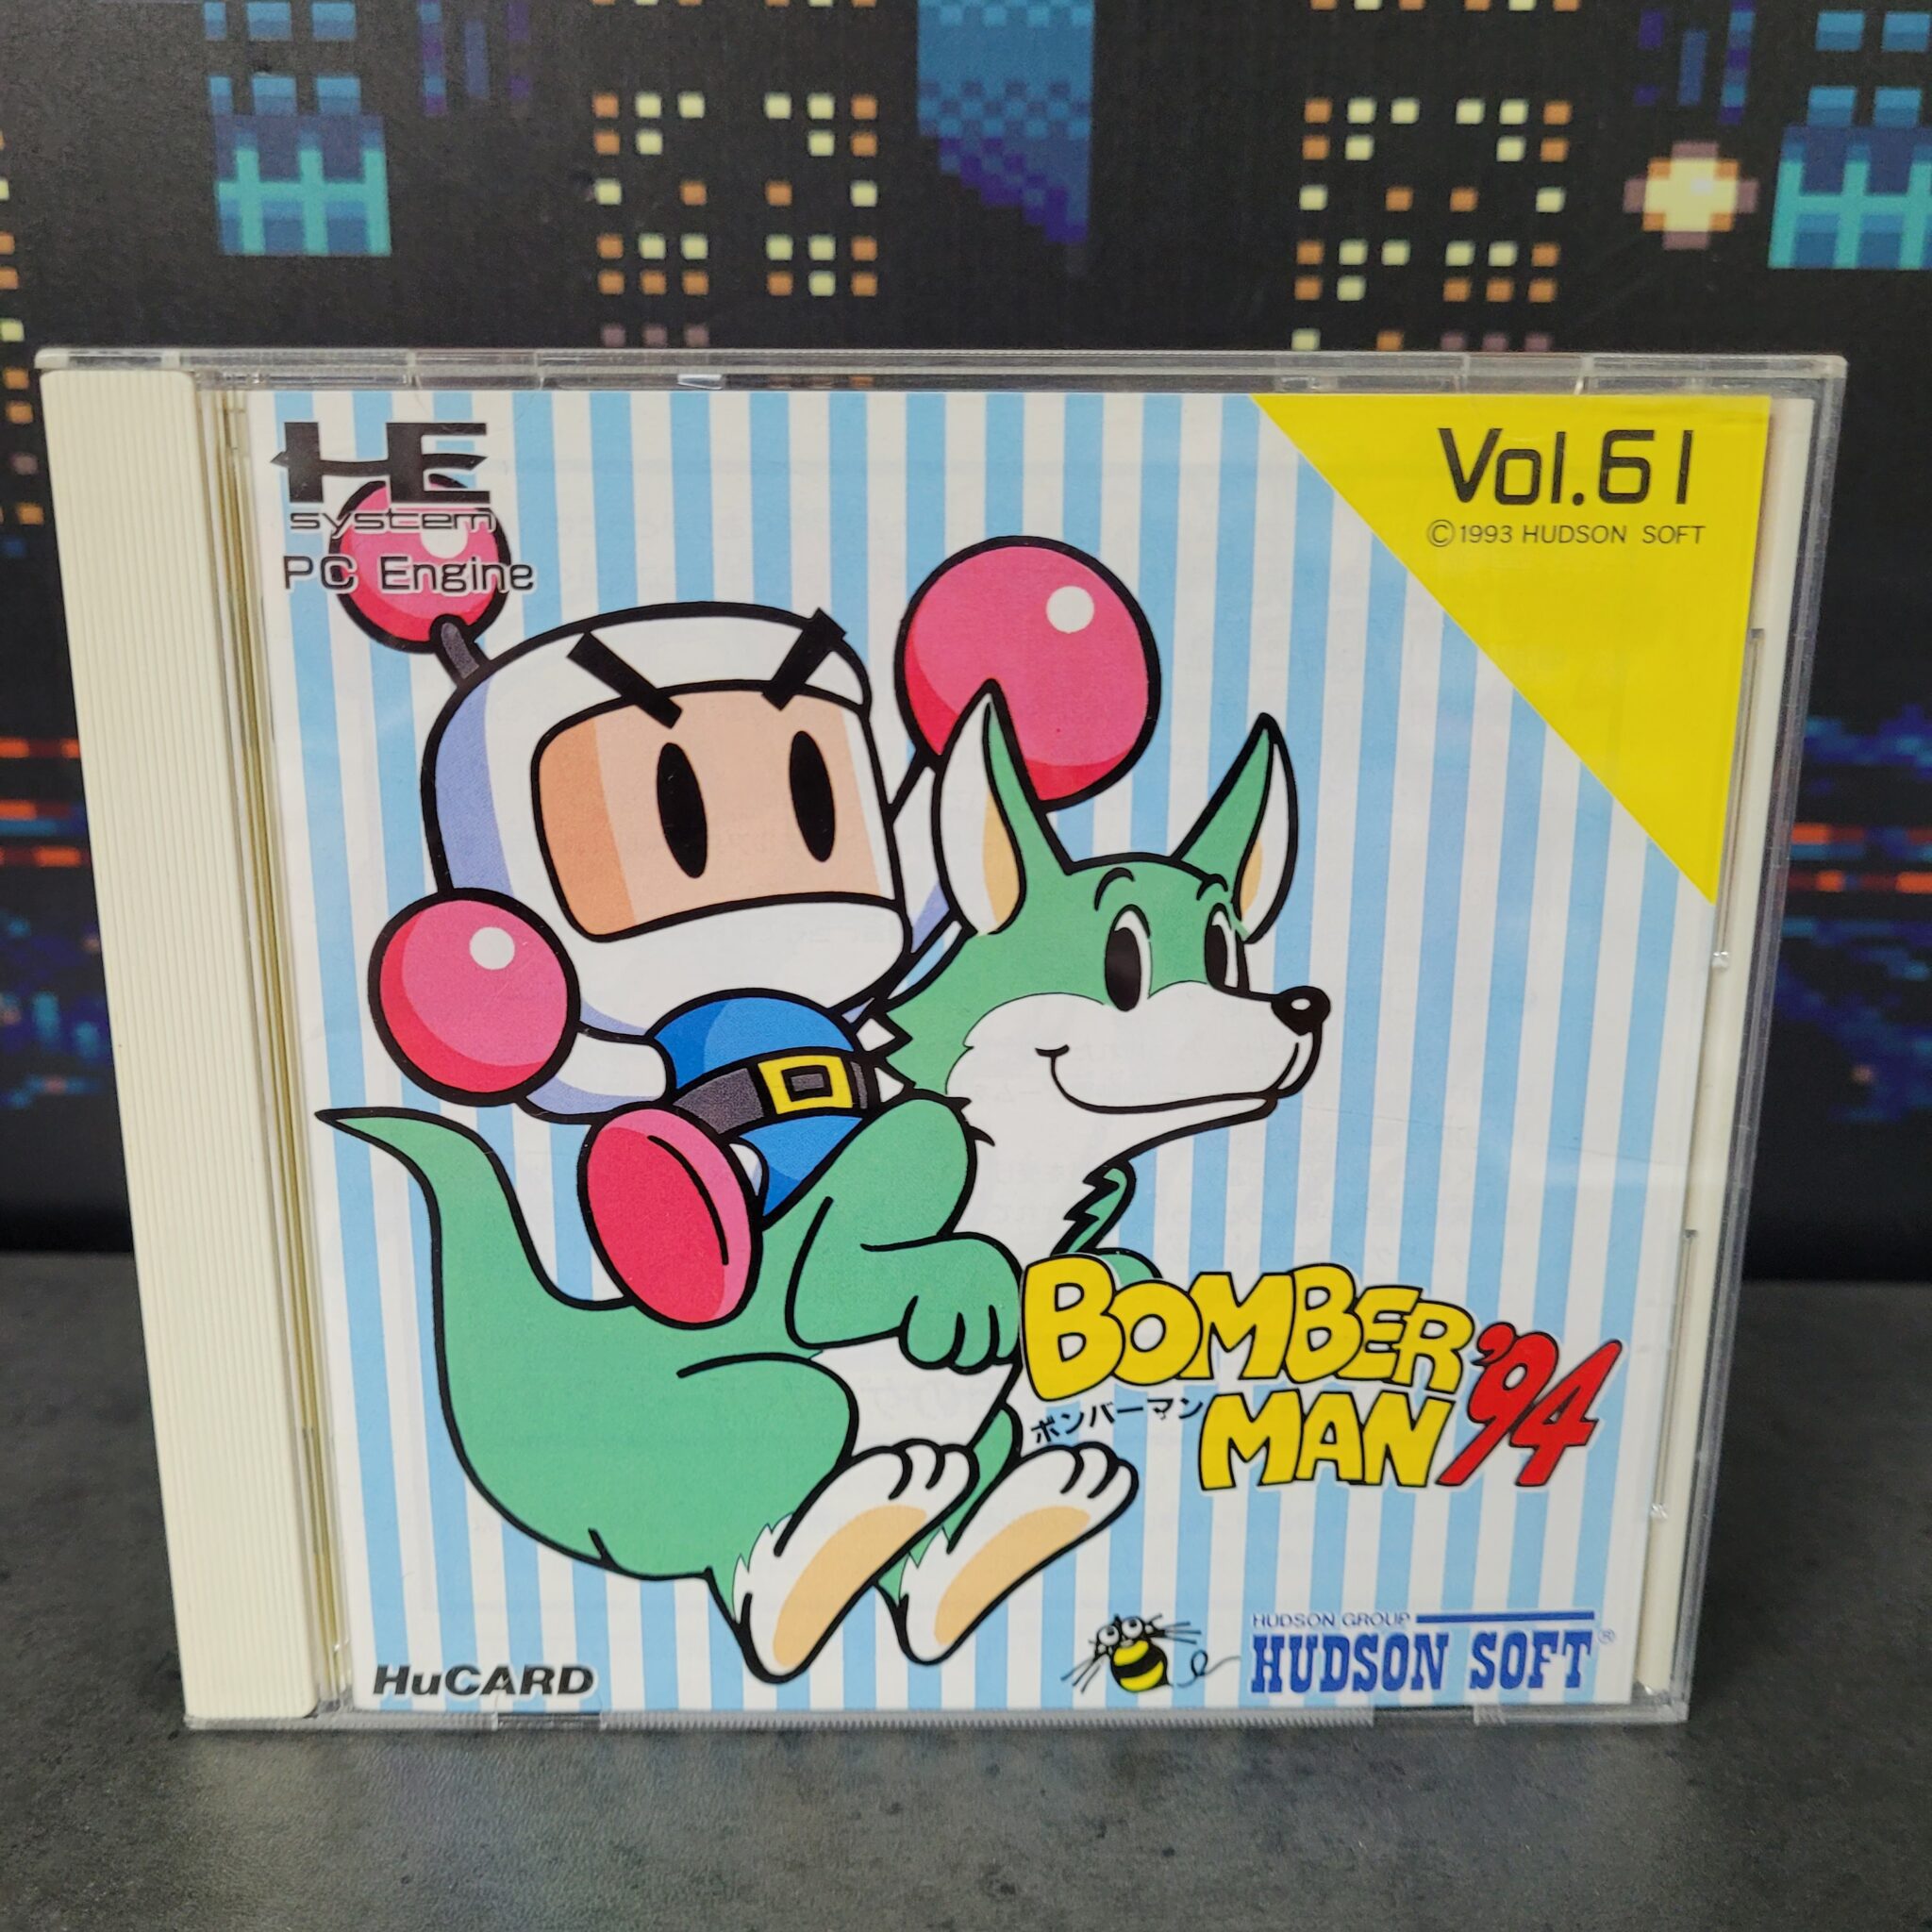 HE
system
PC Engine
Vol.61
©1993 HUDSON SOFT
BOMBER
MAN '94
ボンバーマン
HuCARD
HUDSON GROUP
HUDSON SOFT®